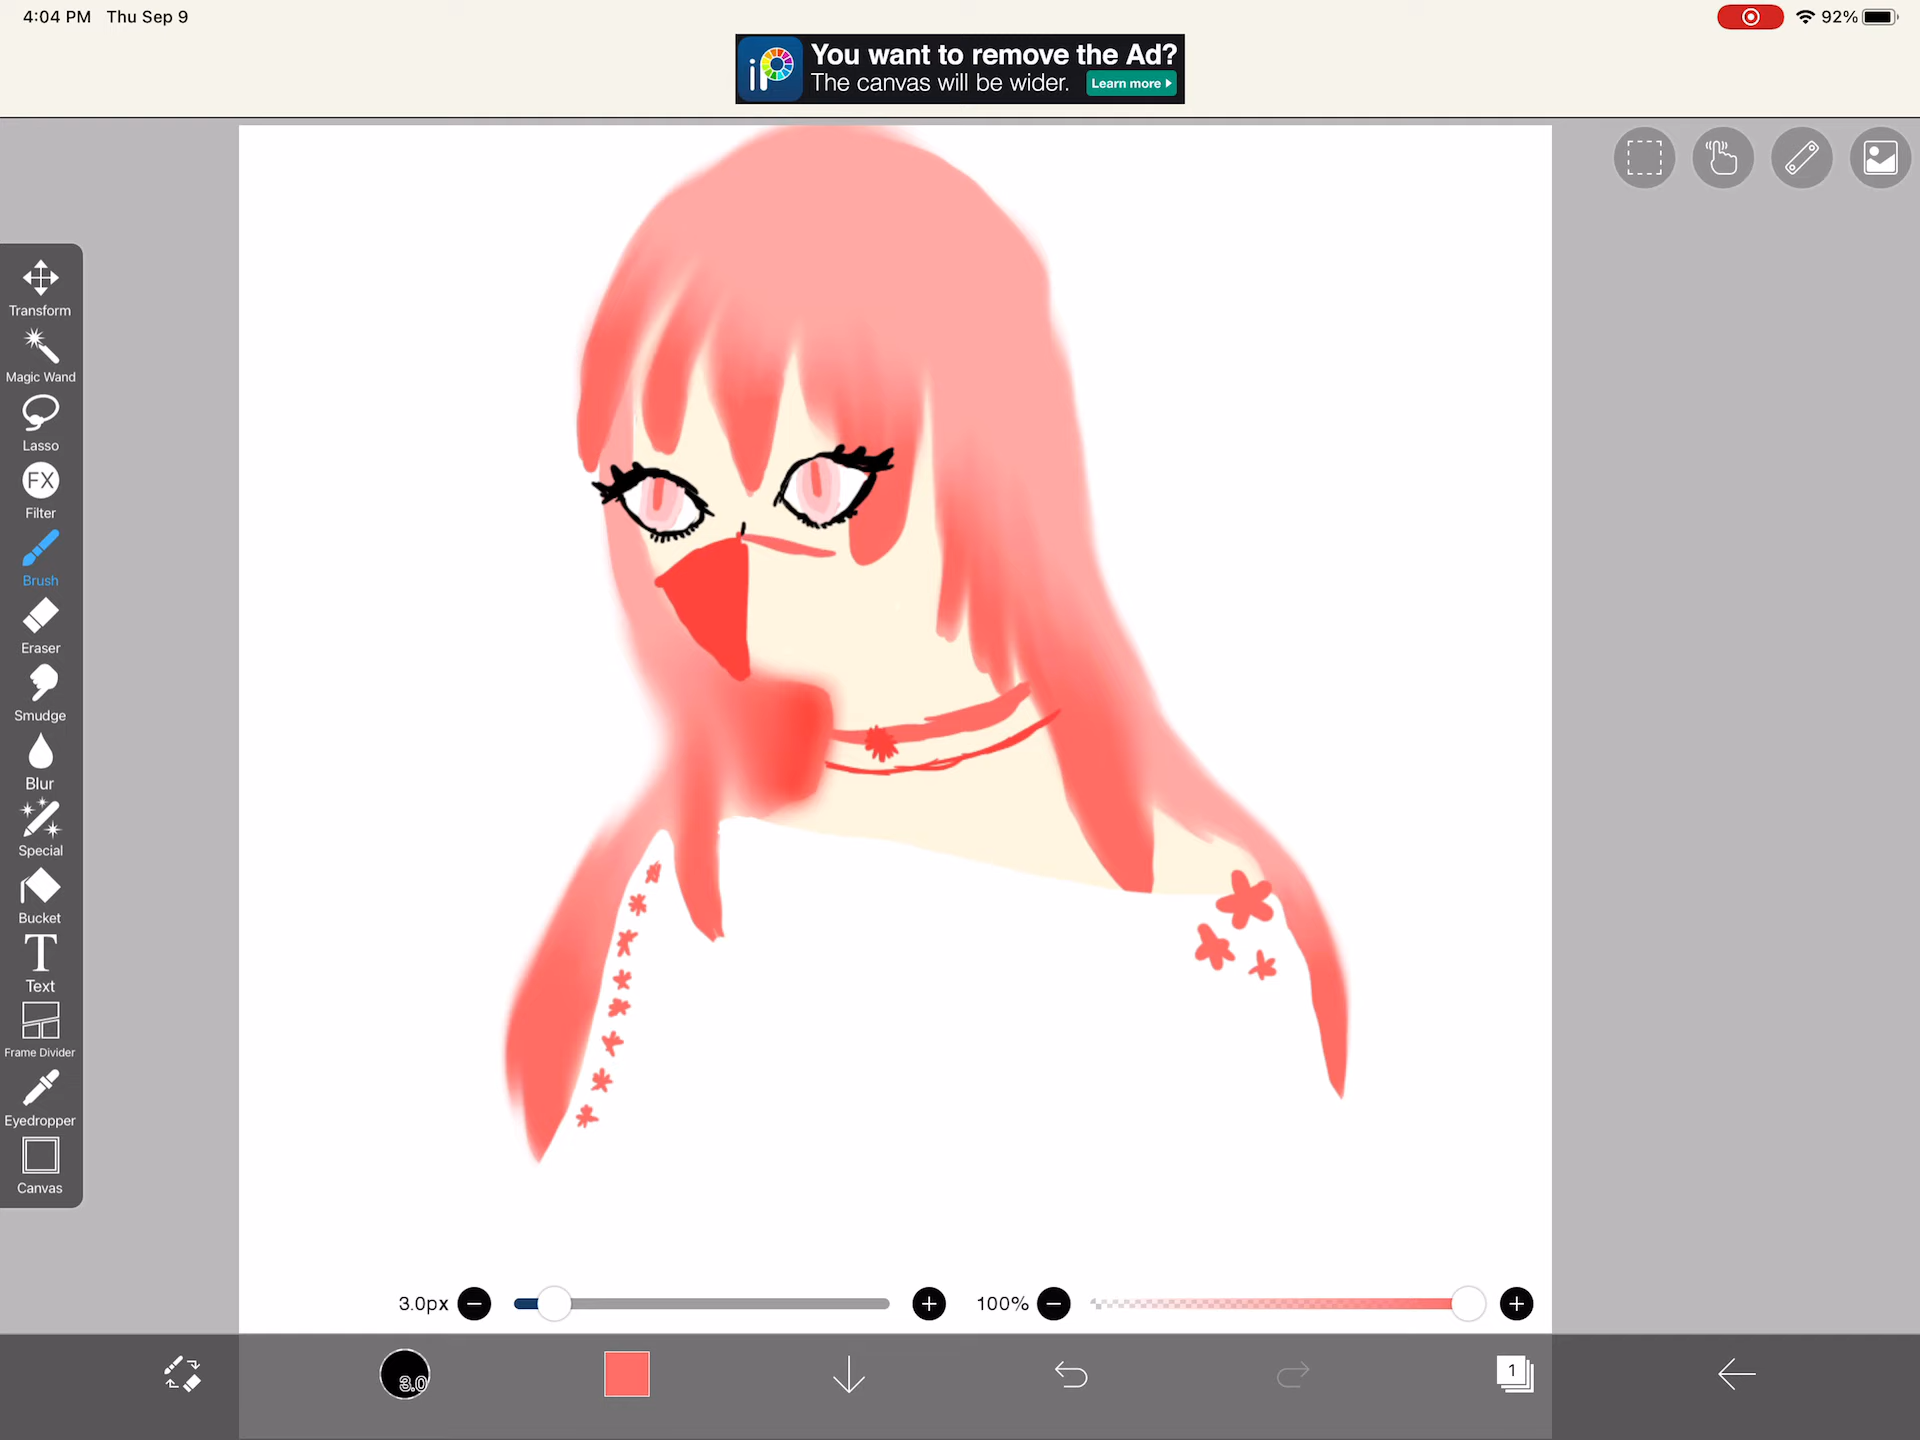 4:04 PM Thu Sep 9
92%
iP
You want to remove the Ad?
The canvas will be wider.
Learn more
Transform
Magic Wand
Lasso
FX
Filter
Brush
Eraser
Smudge
Blur
Special
Bucket
T
Text
Frame Divider
Eyedropper
Canvas
3.0px
100%
3.0
1